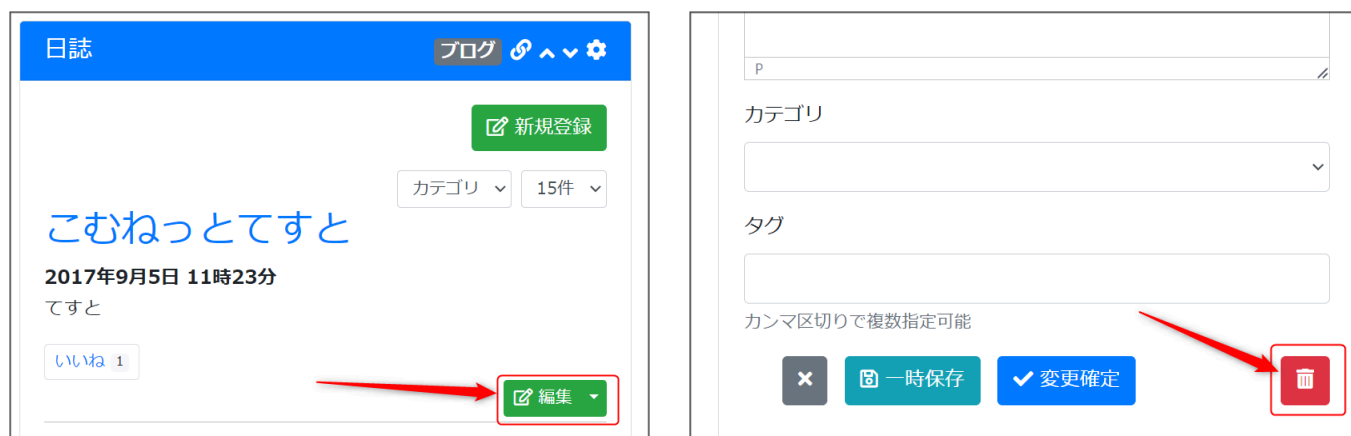 日誌
ブログ
新規登録
カテゴリ
15件
こむねっとてすと
2017年9月5日 11時23分
てすと
いいね 1
編集
P
カテゴリ
タグ
カンマ区切りで複数指定可能
一時保存
変更確定